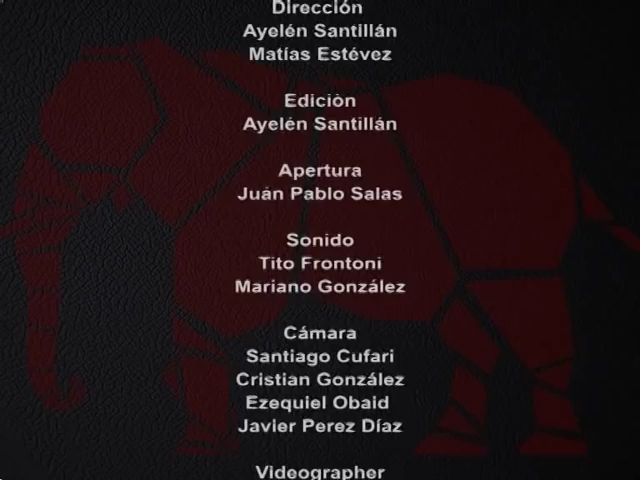 Dirección
Ayelén Santillán
Matías Estévez
Ediciòn
Ayelén Santillán
Apertura
Juán Pablo Salas
Sonido
Tito Frontoni
Mariano González
Cámara
Santiago Cufari
Cristian González
Ezequiel Obaid
Javier Perez Díaz
Videographer